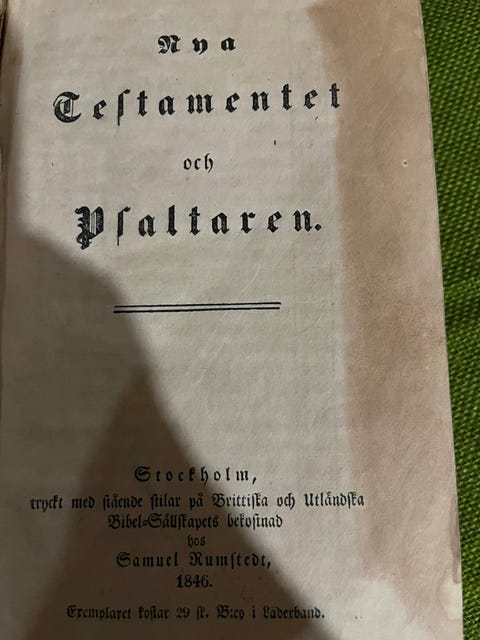 Nya
Testamentet
och
Psaltaren.
Stockholm,
tryckt med stående stilar på Brittiska och Utländska
Bibel-Sällskapets bekostnad
hos
Samuel Rumstedt,
1846.
Exemplaret kostar 29 sk. B:co i Läderband.